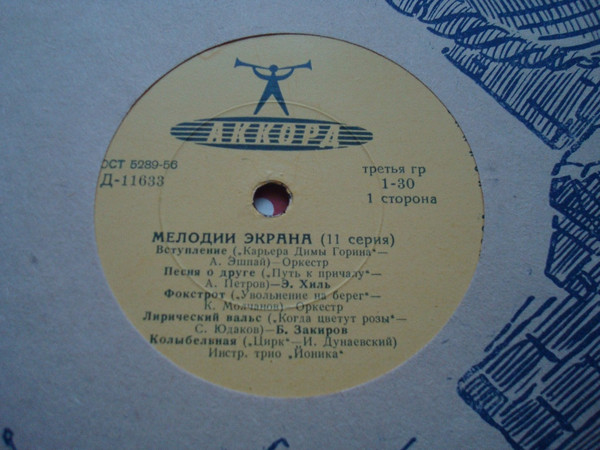 АККОРД
ОСТ 5289-56
Д-11633
третья гр
1-30
1 сторона
МЕЛОДИИ ЭКРАНА (11 серия)
Вступление („Карьера Димы Горина“—
А. Эшпай)—Оркестр
Песня о друге („Путь к причалу“—
А. Петров)—Э. Хиль
Фокстрот („Увольнение на берег“—
К. Молчанов) —Оркестр
Лирический вальс („Когда цветут розы“—
С. Юдаков)—Б. Закиров
Колыбельная („Цирк“—И. Дунаевский)
Инстр. трио „Йоника“